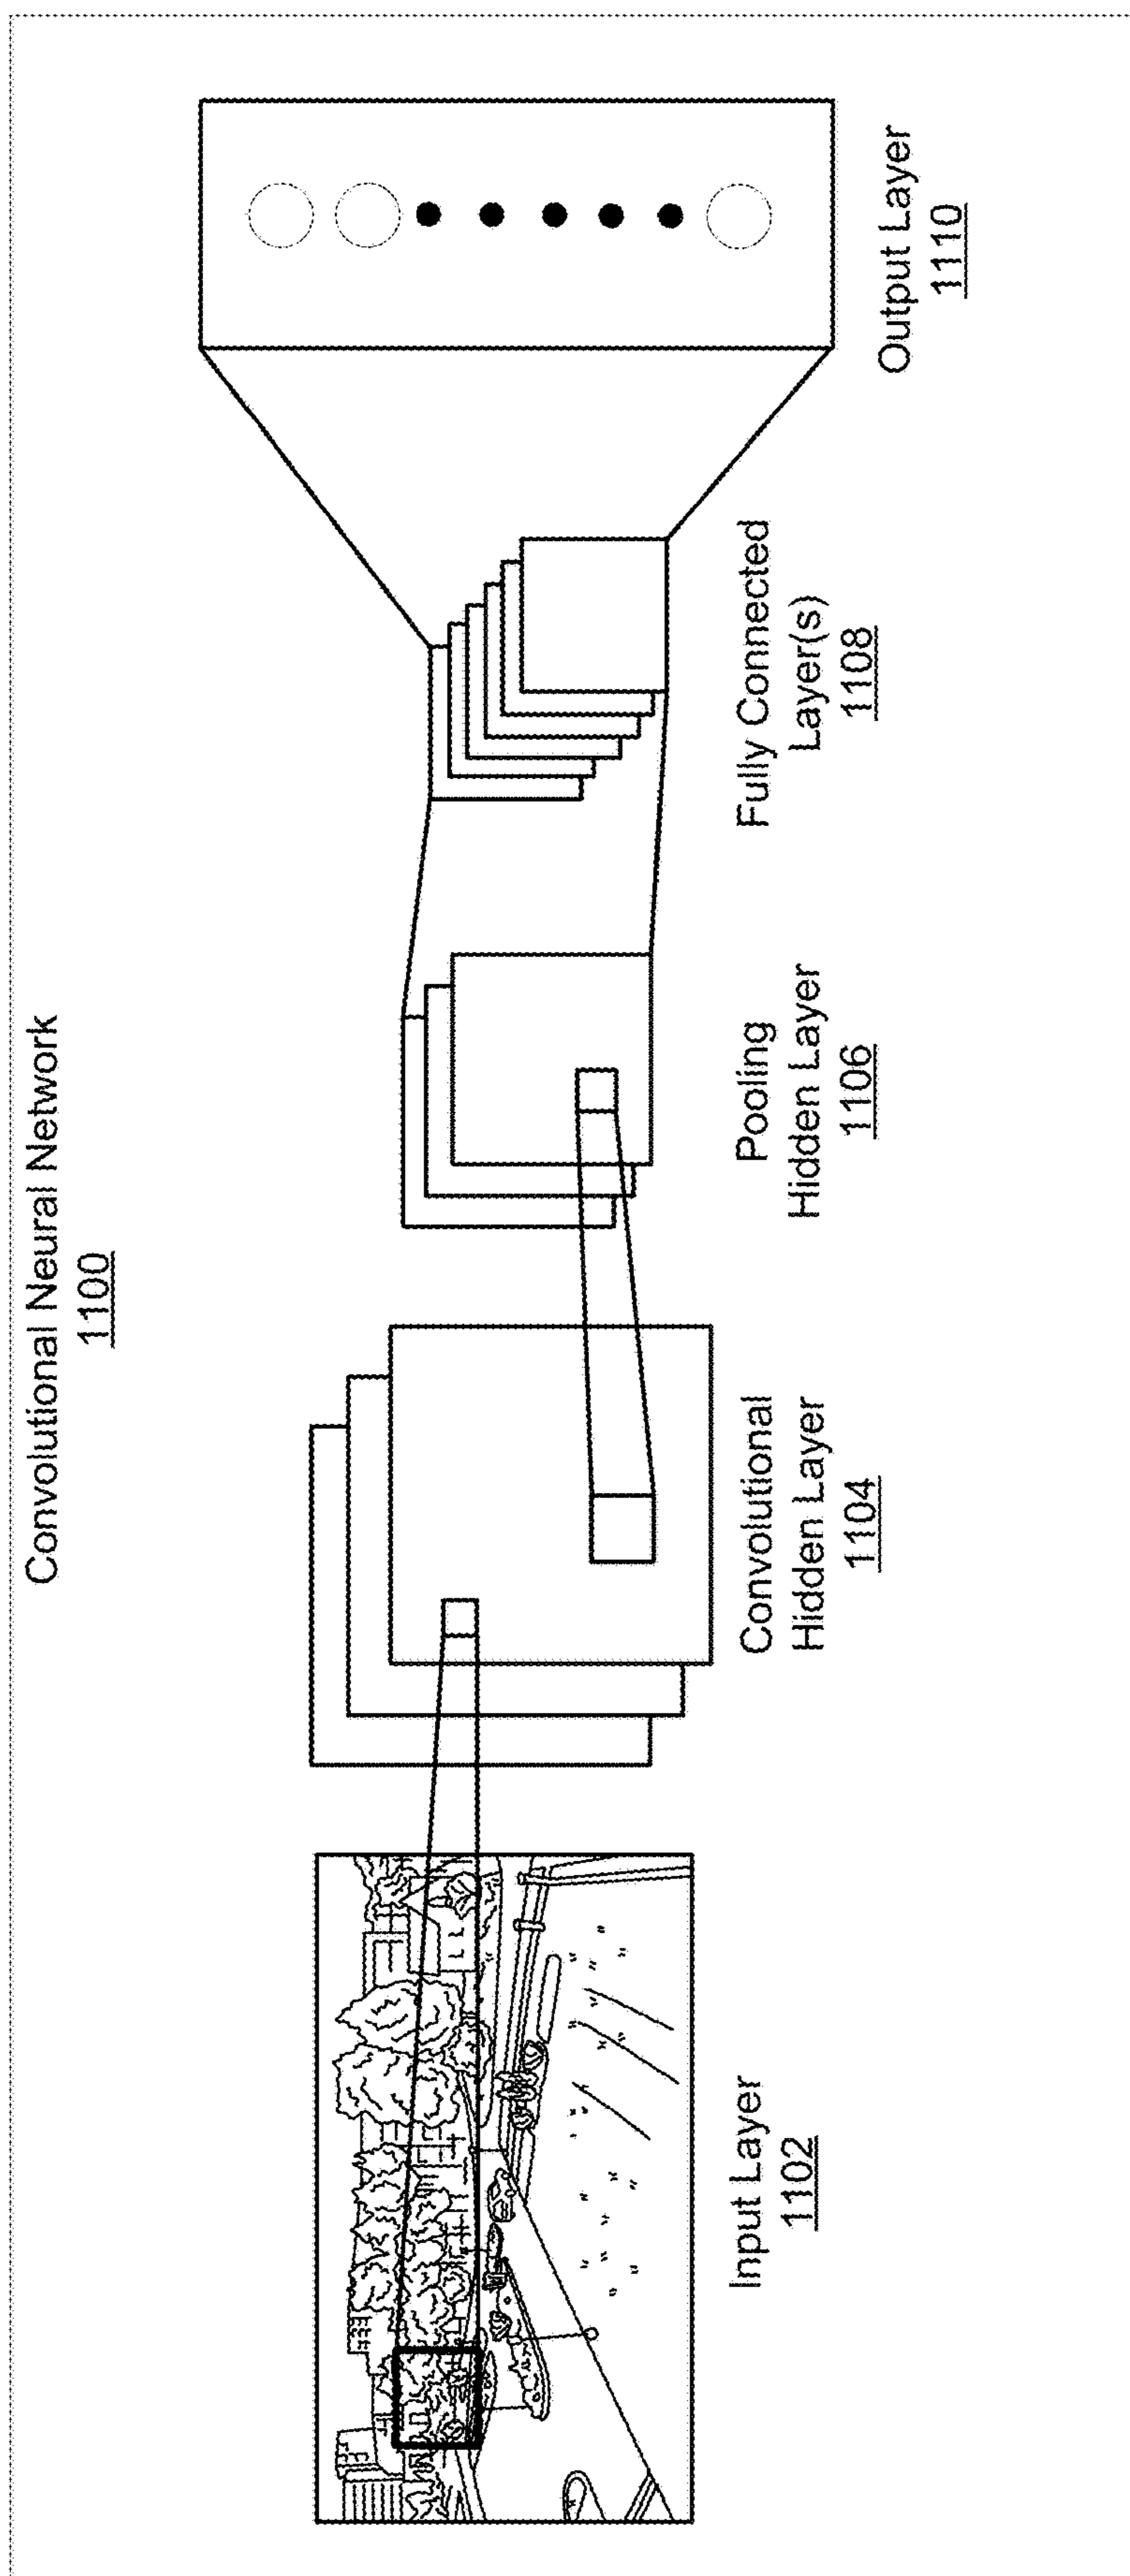 Convolutional Neural Network
1100
Input Layer
1102
Convolutional
Hidden Layer
1104
Pooling
Hidden Layer
1106
Fully Connected
Layer(s)
1108
Output Layer
1110